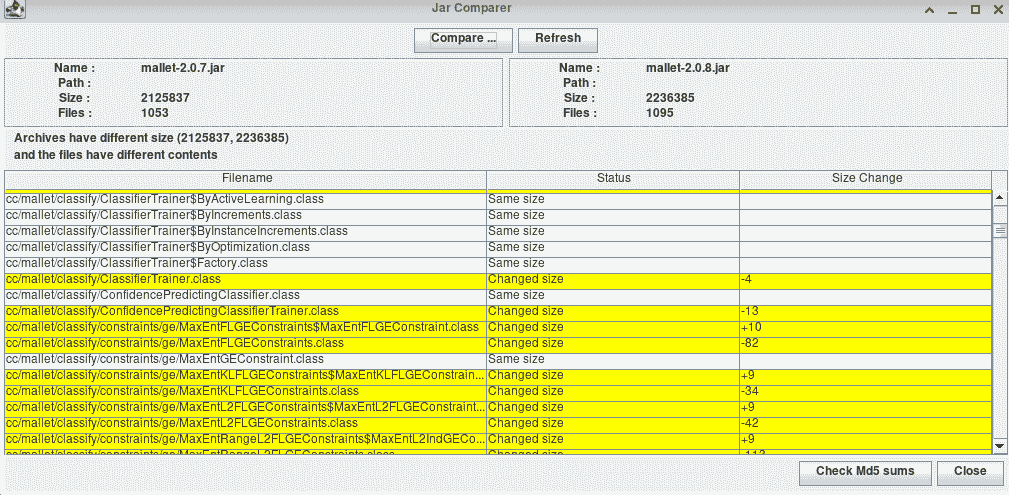 Jar Comparer
Compare ... Refresh
Name : mallet-2.0.7.jar Name : mallet-2.0.8.jar
Path : Path :
Size : 2125837 Size : 2236385
Files : 1053 Files : 1095
Archives have different size (2125837, 2236385)
and the files have different contents
Filename Status Size Change
cc/mallet/classify/ClassifierTrainer$ByActiveLearning.class Same size
cc/mallet/classify/ClassifierTrainer$ByIncrements.class Same size
cc/mallet/classify/ClassifierTrainer$ByInstanceIncrements.class Same size
cc/mallet/classify/ClassifierTrainer$ByOptimization.class Same size
cc/mallet/classify/ClassifierTrainer$Factory.class Same size
cc/mallet/classify/ClassifierTrainer.class Changed size -4
cc/mallet/classify/ConfidencePredictingClassifier.class Same size
cc/mallet/classify/ConfidencePredictingClassifierTrainer.class Changed size -13
cc/mallet/classify/constraints/ge/MaxEntFLGEConstraints$MaxEntFLGEConstraint.class Changed size +10
cc/mallet/classify/constraints/ge/MaxEntFLGEConstraints.class Changed size -82
cc/mallet/classify/constraints/ge/MaxEntGEConstraint.class Same size
cc/mallet/classify/constraints/ge/MaxEntKLFLGEConstraints$MaxEntKLFLGEConstrain... Changed size +9
cc/mallet/classify/constraints/ge/MaxEntKLFLGEConstraints.class Changed size -34
cc/mallet/classify/constraints/ge/MaxEntL2FLGEConstraints$MaxEntL2FLGEConstraint... Changed size +9
cc/mallet/classify/constraints/ge/MaxEntL2FLGEConstraints.class Changed size -42
cc/mallet/classify/constraints/ge/MaxEntRangeL2FLGEConstraints$MaxEntL2IndGECo... Changed size +9
cc/mallet/classify/constraints/ge/MaxEntRangeL2FLGEConstraints.class Changed size -113
Check Md5 sums Close